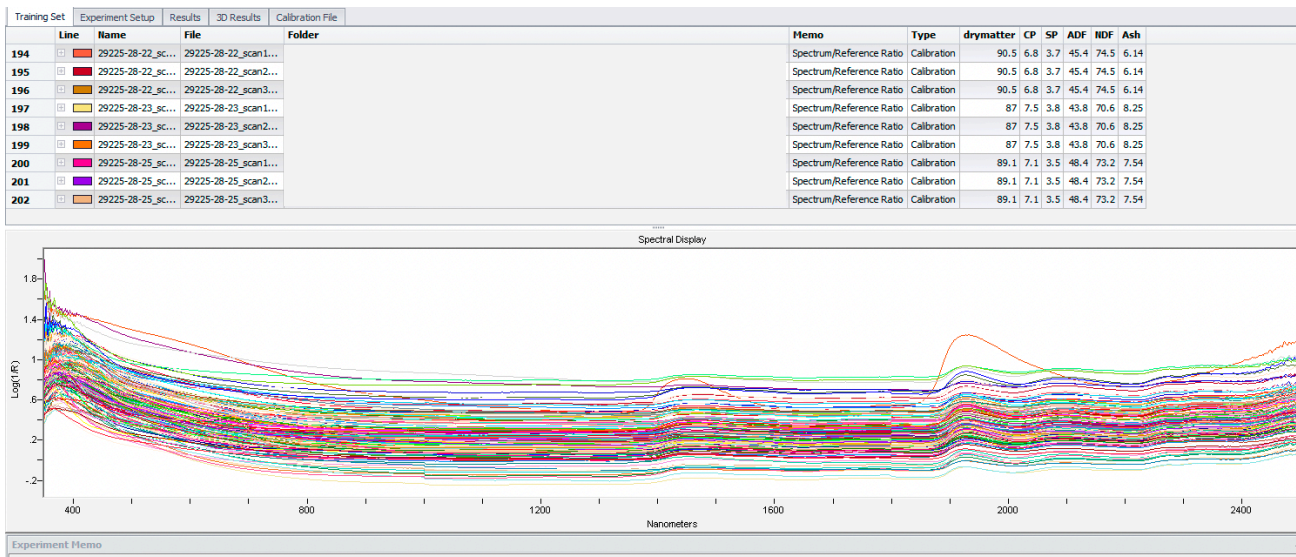 Training Set Experiment Setup Results 3D Results Calibration File
Line Name File Folder Memo Type drymatter CP SP ADF NDF Ash
194 29225-28-22_sc... 29225-28-22_scan1... Spectrum/Reference Ratio Calibration 90.5 6.8 3.7 45.4 74.5 6.14
195 29225-28-22_sc... 29225-28-22_scan2... Spectrum/Reference Ratio Calibration 90.5 6.8 3.7 45.4 74.5 6.14
196 29225-28-22_sc... 29225-28-22_scan3... Spectrum/Reference Ratio Calibration 90.5 6.8 3.7 45.4 74.5 6.14
197 29225-28-23_sc... 29225-28-23_scan1... Spectrum/Reference Ratio Calibration 87 7.5 3.8 43.8 70.6 8.25
198 29225-28-23_sc... 29225-28-23_scan2... Spectrum/Reference Ratio Calibration 87 7.5 3.8 43.8 70.6 8.25
199 29225-28-23_sc... 29225-28-23_scan3... Spectrum/Reference Ratio Calibration 87 7.5 3.8 43.8 70.6 8.25
200 29225-28-25_sc... 29225-28-25_scan1... Spectrum/Reference Ratio Calibration 89.1 7.1 3.5 48.4 73.2 7.54
201 29225-28-25_sc... 29225-28-25_scan2... Spectrum/Reference Ratio Calibration 89.1 7.1 3.5 48.4 73.2 7.54
202 29225-28-25_sc... 29225-28-25_scan3... Spectrum/Reference Ratio Calibration 89.1 7.1 3.5 48.4 73.2 7.54
Spectral Display
1.8
1.4
1
.6
.2
-.2
Log(1/R)
400 800 1200 1600 2000 2400
Nanometers
Experiment Memo